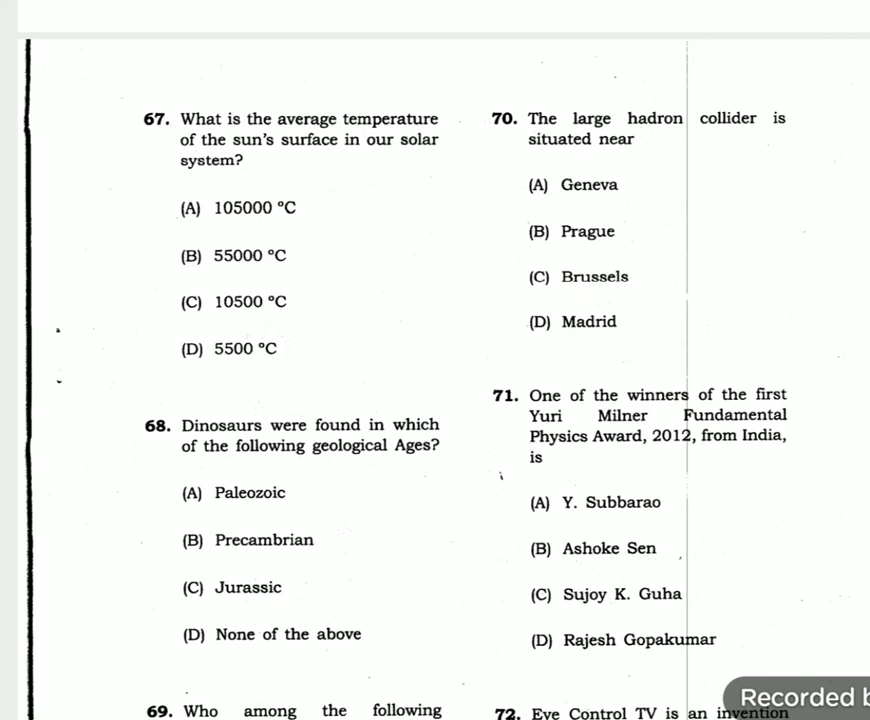 67. What is the average temperature
of the sun's surface in our solar
system?
(A) 105000 °C
(B) 55000 °C
(C) 10500 °C
(D) 5500 °C
68. Dinosaurs were found in which
of the following geological Ages?
(A) Paleozoic
(B) Precambrian
(C) Jurassic
(D) None of the above
69. Who among the following
70. The large hadron collider is
situated near
(A) Geneva
(B) Prague
(C) Brussels
(D) Madrid
71. One of the winners of the first
Yuri Milner Fundamental
Physics Award, 2012, from India,
is
(A) Y. Subbarao
(B) Ashoke Sen
(C) Sujoy K. Guha
(D) Rajesh Gopakumar
72. Eye Control TV is an invention
Recorded b